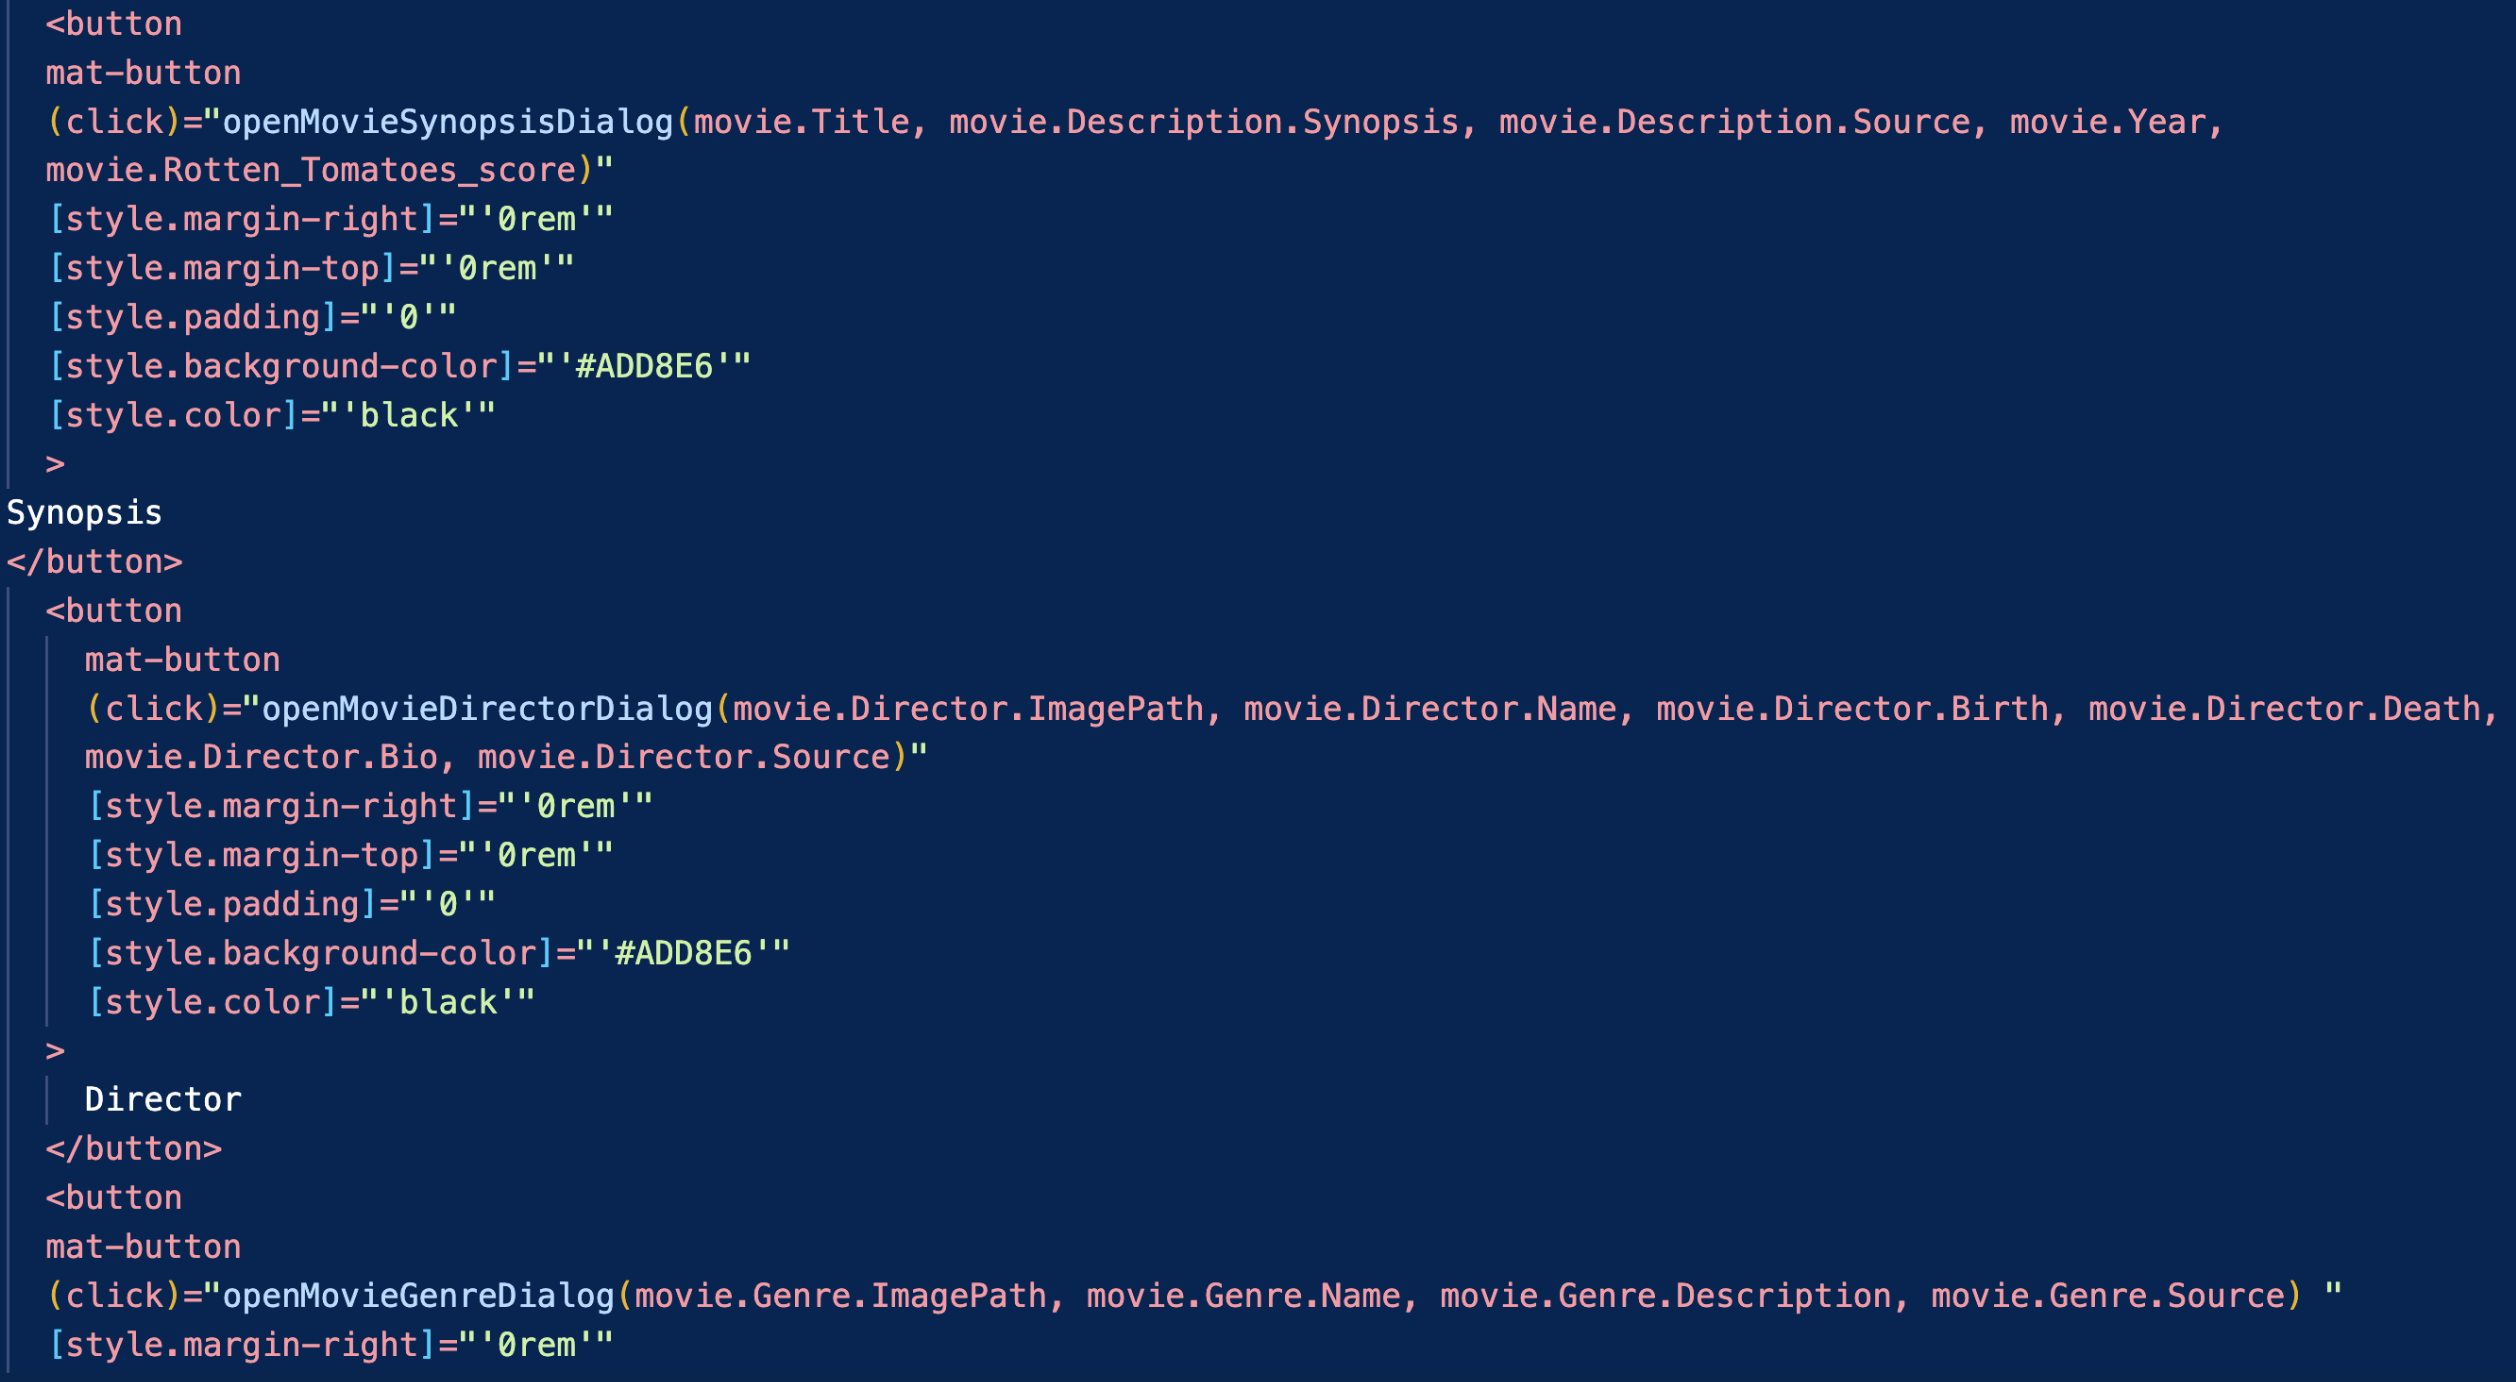 <button
mat-button
(click)="openMovieSynopsisDialog(movie.Title, movie.Description.Synopsis, movie.Description.Source, movie.Year,
movie.Rotten_Tomatoes_score)"
[style.margin-right]="'0rem'"
[style.margin-top]="'0rem'"
[style.padding]="'0'"
[style.background-color]="'#ADD8E6'"
[style.color]="'black'"
>
Synopsis
</button>
<button
mat-button
(click)="openMovieDirectorDialog(movie.Director.ImagePath, movie.Director.Name, movie.Director.Birth, movie.Director.Death,
movie.Director.Bio, movie.Director.Source)"
[style.margin-right]="'0rem'"
[style.margin-top]="'0rem'"
[style.padding]="'0'"
[style.background-color]="'#ADD8E6'"
[style.color]="'black'"
>
Director
</button>
<button
mat-button
(click)="openMovieGenreDialog(movie.Genre.ImagePath, movie.Genre.Name, movie.Genre.Description, movie.Genre.Source) "
[style.margin-right]="'0rem'"